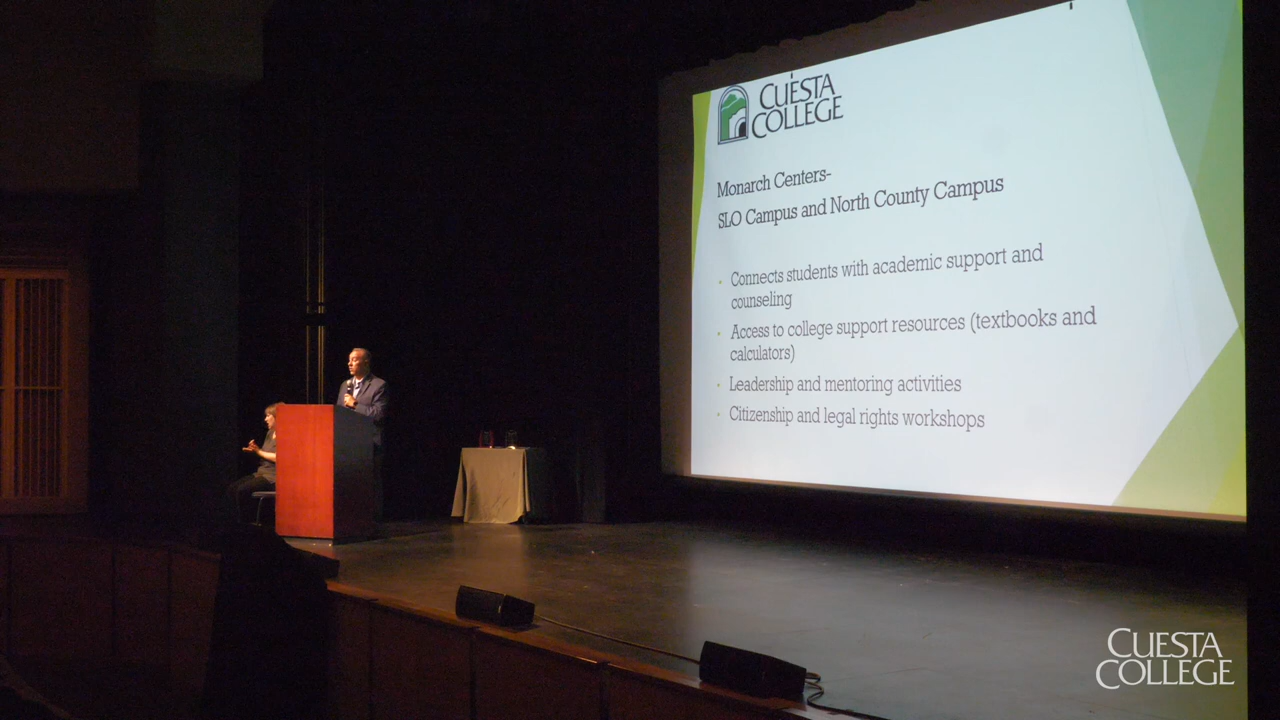 CUESTA
COLLEGE
Monarch Centers-
SLO Campus and North County Campus
• Connects students with academic support and
counseling
• Access to college support resources (textbooks and
calculators)
• Leadership and mentoring activities
• Citizenship and legal rights workshops
CUESTA
COLLEGE